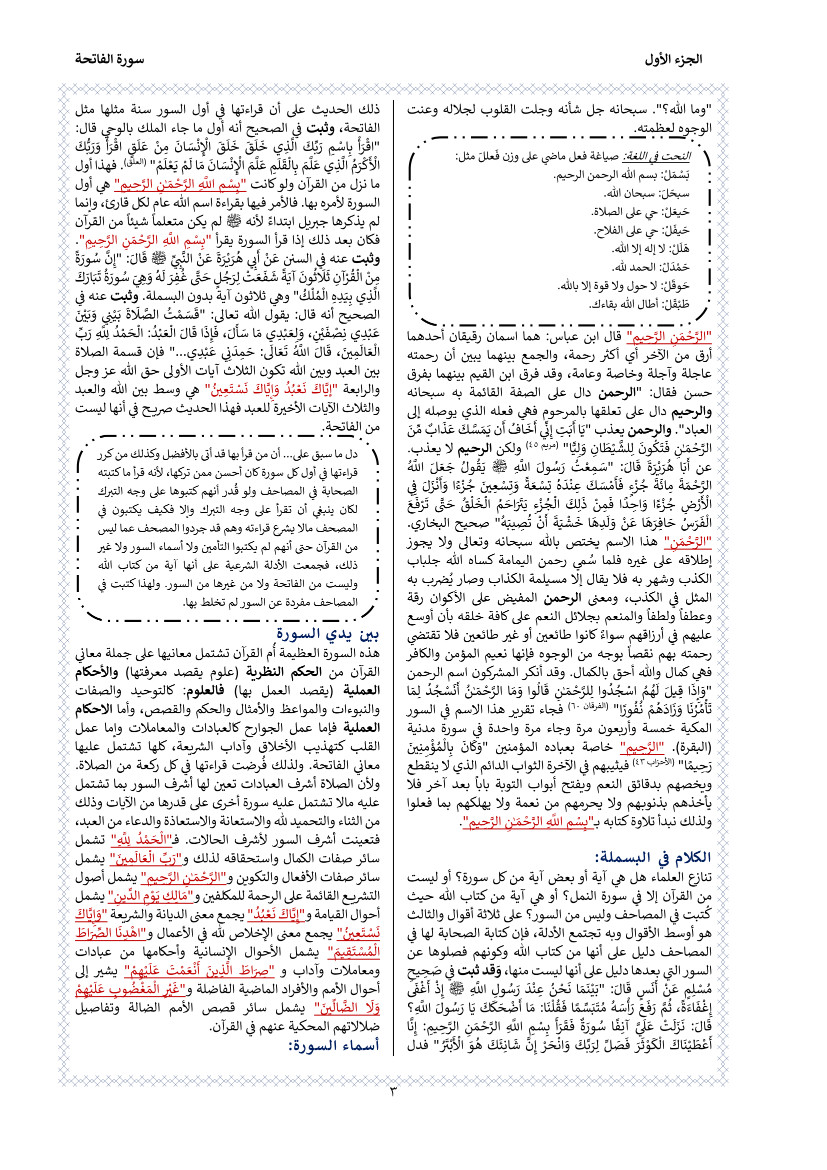 الجزء الأول
سورة الفاتحة
"وما الله؟". سبحانه جل شأنه وجلت القلوب لجلاله وعنت
الوجوه لعظمته.
النحت في اللغة: صياغة فعل ماضي على وزن فَعللَ مثل:
بَسْمَلَ: بسم الله الرحمن الرحيم.
سبحَلَ: سبحان الله.
حَيعَلَ: حي على الصلاة.
حَيفَلَ: حي على الفلاح.
هَلّلَ: لا إله إلا الله.
حَمْدَلَ: الحمد لله.
حَوقَلَ: لا حول ولا قوة إلا بالله.
طَبْقَلَ: أطال الله بقاءك.
"الرَّحْمَنِ الرَّحِيمِ" قال ابن عباس: هما اسمان رقيقان أحدهما
أرق من الآخر أي أكثر رحمة، والجمع بينهما يبين أن رحمته
عاجلة وآجلة وخاصة وعامة، وقد فرق ابن القيم بينهما بفرق
حسن فقال: "الرحمن دال على الصفة القائمة به سبحانه
والرحيم دال على تعلقها بالمرحوم فهي فعله الذي يوصله إلى
العباد". والرحمن يعذب "يَا أَبَتِ إِنِّي أَخَافُ أَن يَمَسَّكَ عَذَابٌ مِّنَ
الرَّحْمَٰنِ فَتَكُونَ لِلشَّيْطَانِ وَلِيًّا" (مريم ٤٥) ولكن الرحيم لا يعذب.
عن أبَا هُرَيْرَةَ قَالَ: "سَمِعْتُ رَسُولَ اللَّهِ ﷺ يَقُولُ جَعَلَ اللَّهُ
الرَّحْمَةَ مِائَةَ جُزْءٍ فَأَمْسَكَ عِنْدَهُ تِسْعَةً وَتِسْعِينَ جُزْءًا وَأَنْزَلَ فِي
الْأَرْضِ جُزْءًا وَاحِدًا فَمِنْ ذَلِكَ الْجُزْءِ يَتَرَاحَمُ الْخَلْقُ حَتَّى تَرْفَعَ
الْفَرَسُ حَافِرَهَا عَنْ وَلَدِهَا خَشْيَةَ أَنْ تُصِيبَهُ" صحيح البخاري.
"الرَّحْمَنِ" هذا الاسم يختص بالله سبحانه وتعالى ولا يجوز
إطلاقه على غيره فلما سُمي رحمن اليمامة كساه الله جلباب
الكذب وشهر به فلا يقال إلا مسيلمة الكذاب وصار يُضرب به
المثل في الكذب، ومعنى الرحمن المفيض على الأكوان رقة
وعطفاً ولطفاً والمنعم بجلائل النعم على كافة خلقه بأن أوسع
عليهم في أرزاقهم سواءً كانوا طائعين أو غير طائعين فلا تقتضي
رحمته بهم نقصاً بوجه من الوجوه فإنها نعيم المؤمن والكافر
فهي كمال والله أحق بالكمال. وقد أنكر المشركون اسم الرحمن
"وَإِذَا قِيلَ لَهُمُ اسْجُدُوا لِلرَّحْمَٰنِ قَالُوا وَمَا الرَّحْمَٰنُ أَنَسْجُدُ لِمَا
تَأْمُرُنَا وَزَادَهُمْ نُفُورًا" (الفرقان ٦٠) فجاء تقرير هذا الاسم في السور
المكية خمسة وأربعون مرة وجاء مرة واحدة في سورة مدنية
(البقرة). "الرَّحِيمِ" خاصة بعباده المؤمنين "وَكَانَ بِالْمُؤْمِنِينَ
رَحِيمًا" (الأحزاب ٤٣) فيثيبهم في الآخرة الثواب الدائم الذي لا ينقطع
ويخصهم بدقائق النعم ويفتح أبواب التوبة باباً بعد آخر فلا
يأخذهم بذنوبهم ولا يحرمهم من نعمة ولا يهلكهم بما فعلوا
ولذلك نبدأ تلاوة كتابه بـ"بِسْمِ اللَّهِ الرَّحْمَٰنِ الرَّحِيمِ".
الكلام في البسملة:
تنازع العلماء هل هي آية أو بعض آية من كل سورة؟ أو ليست
من القرآن إلا في سورة النمل؟ أو هي آية من كتاب الله حيث
كُتبت في المصاحف وليس من السور؟ على ثلاثة أقوال والثالث
هو أوسط الأقوال وبه تجتمع الأدلة، فإن كتابة الصحابة لها في
المصاحف دليل على أنها من كتاب الله وكونهم فصلوها عن
السور التي بعدها دليل على أنها ليست منها، وَقد ثبت في صَحِيحِ
مُسْلِمٍ عَنْ أَنَسٍ قَالَ: "بَيْنَمَا نَحْنُ عِنْدَ رَسُولِ اللَّهِ ﷺ إِذْ أَغْفَى
إِغْفَاءَةً، ثُمَّ رَفَعَ رَأْسَهُ مُتَبَسِّمًا فَقُلْنَا: مَا أَضْحَكَكَ يَا رَسُولَ اللَّهِ؟
قَالَ: نَزَلَتْ عَلَيَّ آنِفًا سُورَةٌ فَقَرَأَ بِسْمِ اللَّهِ الرَّحْمَنِ الرَّحِيمِ: إِنَّا
أَعْطَيْنَاكَ الْكَوْثَرَ فَصَلِّ لِرَبِّكَ وَانْحَرْ إِنَّ شَانِئَكَ هُوَ الْأَبْتَرُ" فدل
ذلك الحديث على أن قراءتها في أول السور سنة مثلها مثل
الفاتحة، وثبت في الصحيح أنه أول ما جاء الملك بالوحي قال:
"اقْرَأْ بِاسْمِ رَبِّكَ الَّذِي خَلَقَ خَلَقَ الْإِنْسَانَ مِنْ عَلَقٍ اقْرَأْ وَرَبُّكَ
الْأَكْرَمُ الَّذِي عَلَّمَ بِالْقَلَمِ عَلَّمَ الْإِنْسَانَ مَا لَمْ يَعْلَمْ" (العلق). فهذا أول
ما نزل من القرآن ولو كانت "بِسْمِ اللَّهِ الرَّحْمَٰنِ الرَّحِيمِ" هي أول
السورة لأمره بها. فالأمر فيها بقراءة اسم الله عام لكل قارئ، وإنما
لم يذكرها جبريل ابتداءً لأنه ﷺ لم يكن متعلماً شيئاً من القرآن
فكان بعد ذلك إذا قرأ السورة يقرأ "بِسْمِ اللَّهِ الرَّحْمَٰنِ الرَّحِيمِ".
وثبت عنه في السنن عَنْ أَبِي هُرَيْرَةَ عَنْ النَّبِيِّ ﷺ قَالَ: "إِنَّ سُورَةً
مِنْ الْقُرْآنِ ثَلَاثُونَ آيَةً شَفَعَتْ لِرَجُلٍ حَتَّى غُفِرَ لَهُ وَهِيَ سُورَةُ تَبَارَكَ
الَّذِي بِيَدِهِ الْمُلْكُ" وهي ثلاثون آية بدون البسملة. وثبت عنه في
الصحيح أنه قال: يقول الله تعالى: "قَسَمْتُ الصَّلَاةَ بَيْنِي وَبَيْنَ
عَبْدِي نِصْفَيْنِ، وَلِعَبْدِي مَا سَأَلَ، فَإِذَا قَالَ الْعَبْدُ: الْحَمْدُ لِلَّهِ رَبِّ
الْعَالَمِينَ، قَالَ اللَّهُ تَعَالَى: حَمِدَنِي عَبْدِي..." فإن قسمة الصلاة
بين العبد وبين الله تكون الثلاث آيات الأولى حق الله عز وجل
والرابعة "إِيَّاكَ نَعْبُدُ وَإِيَّاكَ نَسْتَعِينُ" هي وسط بين الله والعبد
والثلاث الآيات الأخيرة للعبد فهذا الحديث صريح في أنها ليست
من الفاتحة.
دل ما سبق على... أن من قرأ بها قد أتى بالأفضل وكذلك من كرر
قراءتها في أول كل سورة كان أحسن ممن تركها، لأنه قرأ ما كتبته
الصحابة في المصاحف ولو قُدر أنهم كتبوها على وجه التبرك
لكان ينبغي أن تقرأ على وجه التبرك وإلا فكيف يكتبون في
المصحف مالا يشرع قراءته وهم قد جردوا المصحف عما ليس
من القرآن حتى أنهم لم يكتبوا التأمين ولا أسماء السور ولا غير
ذلك، فجمعت الأدلة الشرعية على أنها آية من كتاب الله
وليست من الفاتحة ولا من غيرها من السور. ولهذا كتبت في
المصاحف مفردة عن السور لم تخلط بها.
بين يدي السورة
هذه السورة العظيمة أُم القرآن تشتمل معانيها على جملة معاني
القرآن من الحكم النظرية (علوم يقصد معرفتها) والأحكام
العملية (يقصد العمل بها) فالعلوم: كالتوحيد والصفات
والنبوءات والمواعظ والأمثال والحكم والقصص، وأما الاحكام
العملية فإما عمل الجوارح كالعبادات والمعاملات وإما عمل
القلب كتهذيب الأخلاق وآداب الشريعة، كلها تشتمل عليها
معاني الفاتحة. ولذلك فُرضت قراءتها في كل ركعة من الصلاة.
ولأن الصلاة أشرف العبادات تعين لها أشرف السور بما تشتمل
عليه مالا تشتمل عليه سورة أخرى على قدرها من الآيات وذلك
من الثناء والتحميد لله والاستعانة والاستعاذة والدعاء من العبد،
فتعينت أشرف السور لأشرف الحالات. فـ"الْحَمْدُ لِلَّهِ" تشمل
سائر صفات الكمال واستحقاقه لذلك و"رَبِّ الْعَالَمِينَ" يشمل
سائر صفات الأفعال والتكوين و"الرَّحْمَٰنِ الرَّحِيمِ" يشمل أصول
التشريع القائمة على الرحمة للمكلفين و"مَالِكِ يَوْمِ الدِّينِ" يشمل
أحوال القيامة و"إِيَّاكَ نَعْبُدُ" يجمع معنى الديانة والشريعة "وَإِيَّاكَ
نَسْتَعِينُ" يجمع معنى الإخلاص لله في الأعمال و"اهْدِنَا الصِّرَاطَ
الْمُسْتَقِيمَ" يشمل الأحوال الإنسانية وأحكامها من عبادات
ومعاملات وآداب و "صِرَاطَ الَّذِينَ أَنْعَمْتَ عَلَيْهِمْ" يشير إلى
أحوال الأمم والأفراد الماضية الفاضلة و"غَيْرِ الْمَغْضُوبِ عَلَيْهِمْ
وَلَا الضَّالِّينَ" يشمل سائر قصص الأمم الضالة وتفاصيل
ضلالاتهم المحكية عنهم في القرآن.
أسماء السورة:
٣